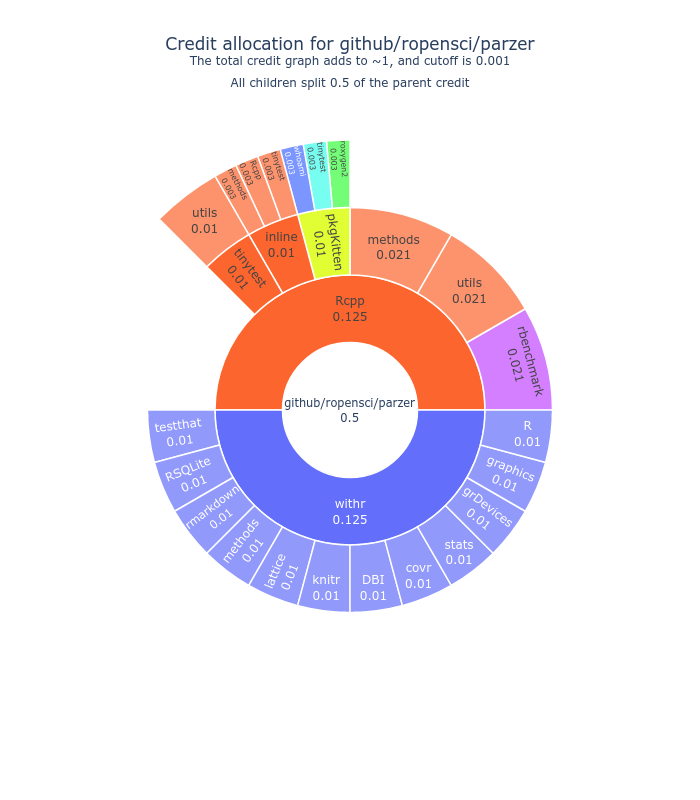 Credit allocation for github/ropensci/parzer
The total credit graph adds to ~1, and cutoff is 0.001
All children split 0.5 of the parent credit
github/ropensci/parzer
0.5
Rcpp
0.125
withr
0.125
rbenchmark
0.021
utils
0.021
methods
0.021
pkgKitten
0.01
inline
0.01
tinytest
0.01
roxygen2
0.003
tinytest
0.003
whoami
0.003
tinytest
0.003
Rcpp
0.003
methods
0.003
utils
0.01
testthat
0.01
RSQLite
0.01
rmarkdown
0.01
methods
0.01
lattice
0.01
knitr
0.01
DBI
0.01
covr
0.01
stats
0.01
grDevices
0.01
graphics
0.01
R
0.01